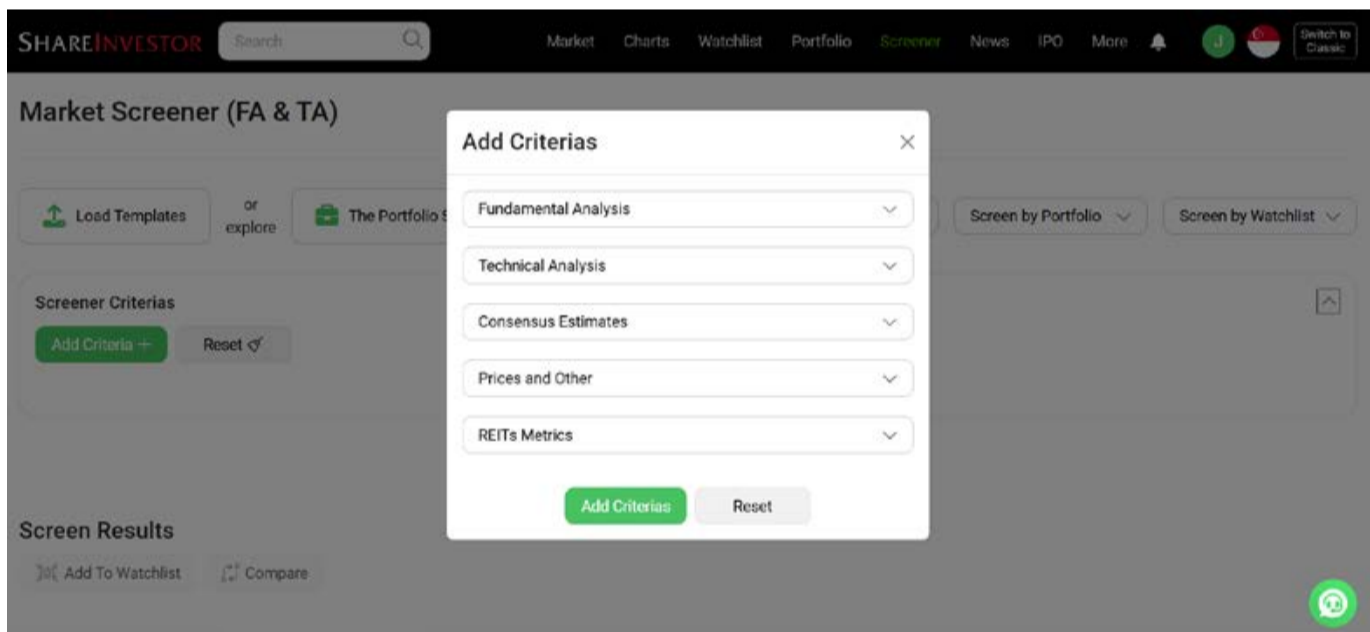 SHAREINVESTOR Search Market Charts Watchlist Portfolio Screener News IPO More J Switch to
Classic
Market Screener (FA & TA)
Load Templates
or
explore
The Portfolio S
Screen by Portfolio
Screen by Watchlist
Screener Criterias
Add Criteria +
Reset
Add Criterias
Fundamental Analysis
Technical Analysis
Consensus Estimates
Prices and Other
REITs Metrics
Add Criterias
Reset
Screen Results
Add To Watchlist
Compare